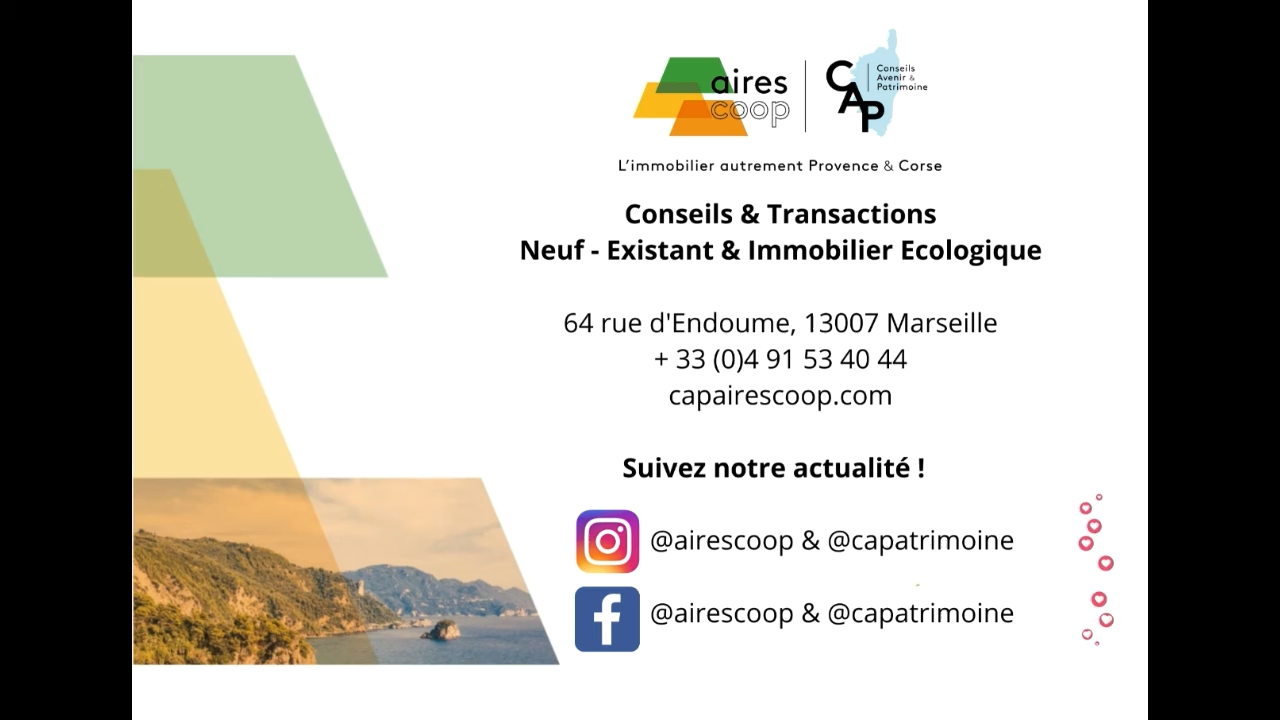 aires
coop
CAP
Conseils
Avenir &
Patrimoine
L'immobilier autrement Provence & Corse
Conseils & Transactions
Neuf - Existant & Immobilier Ecologique
64 rue d'Endoume, 13007 Marseille
+ 33 (0)4 91 53 40 44
capairescoop.com
Suivez notre actualité !
@airescoop & @capatrimoine
@airescoop & @capatrimoine